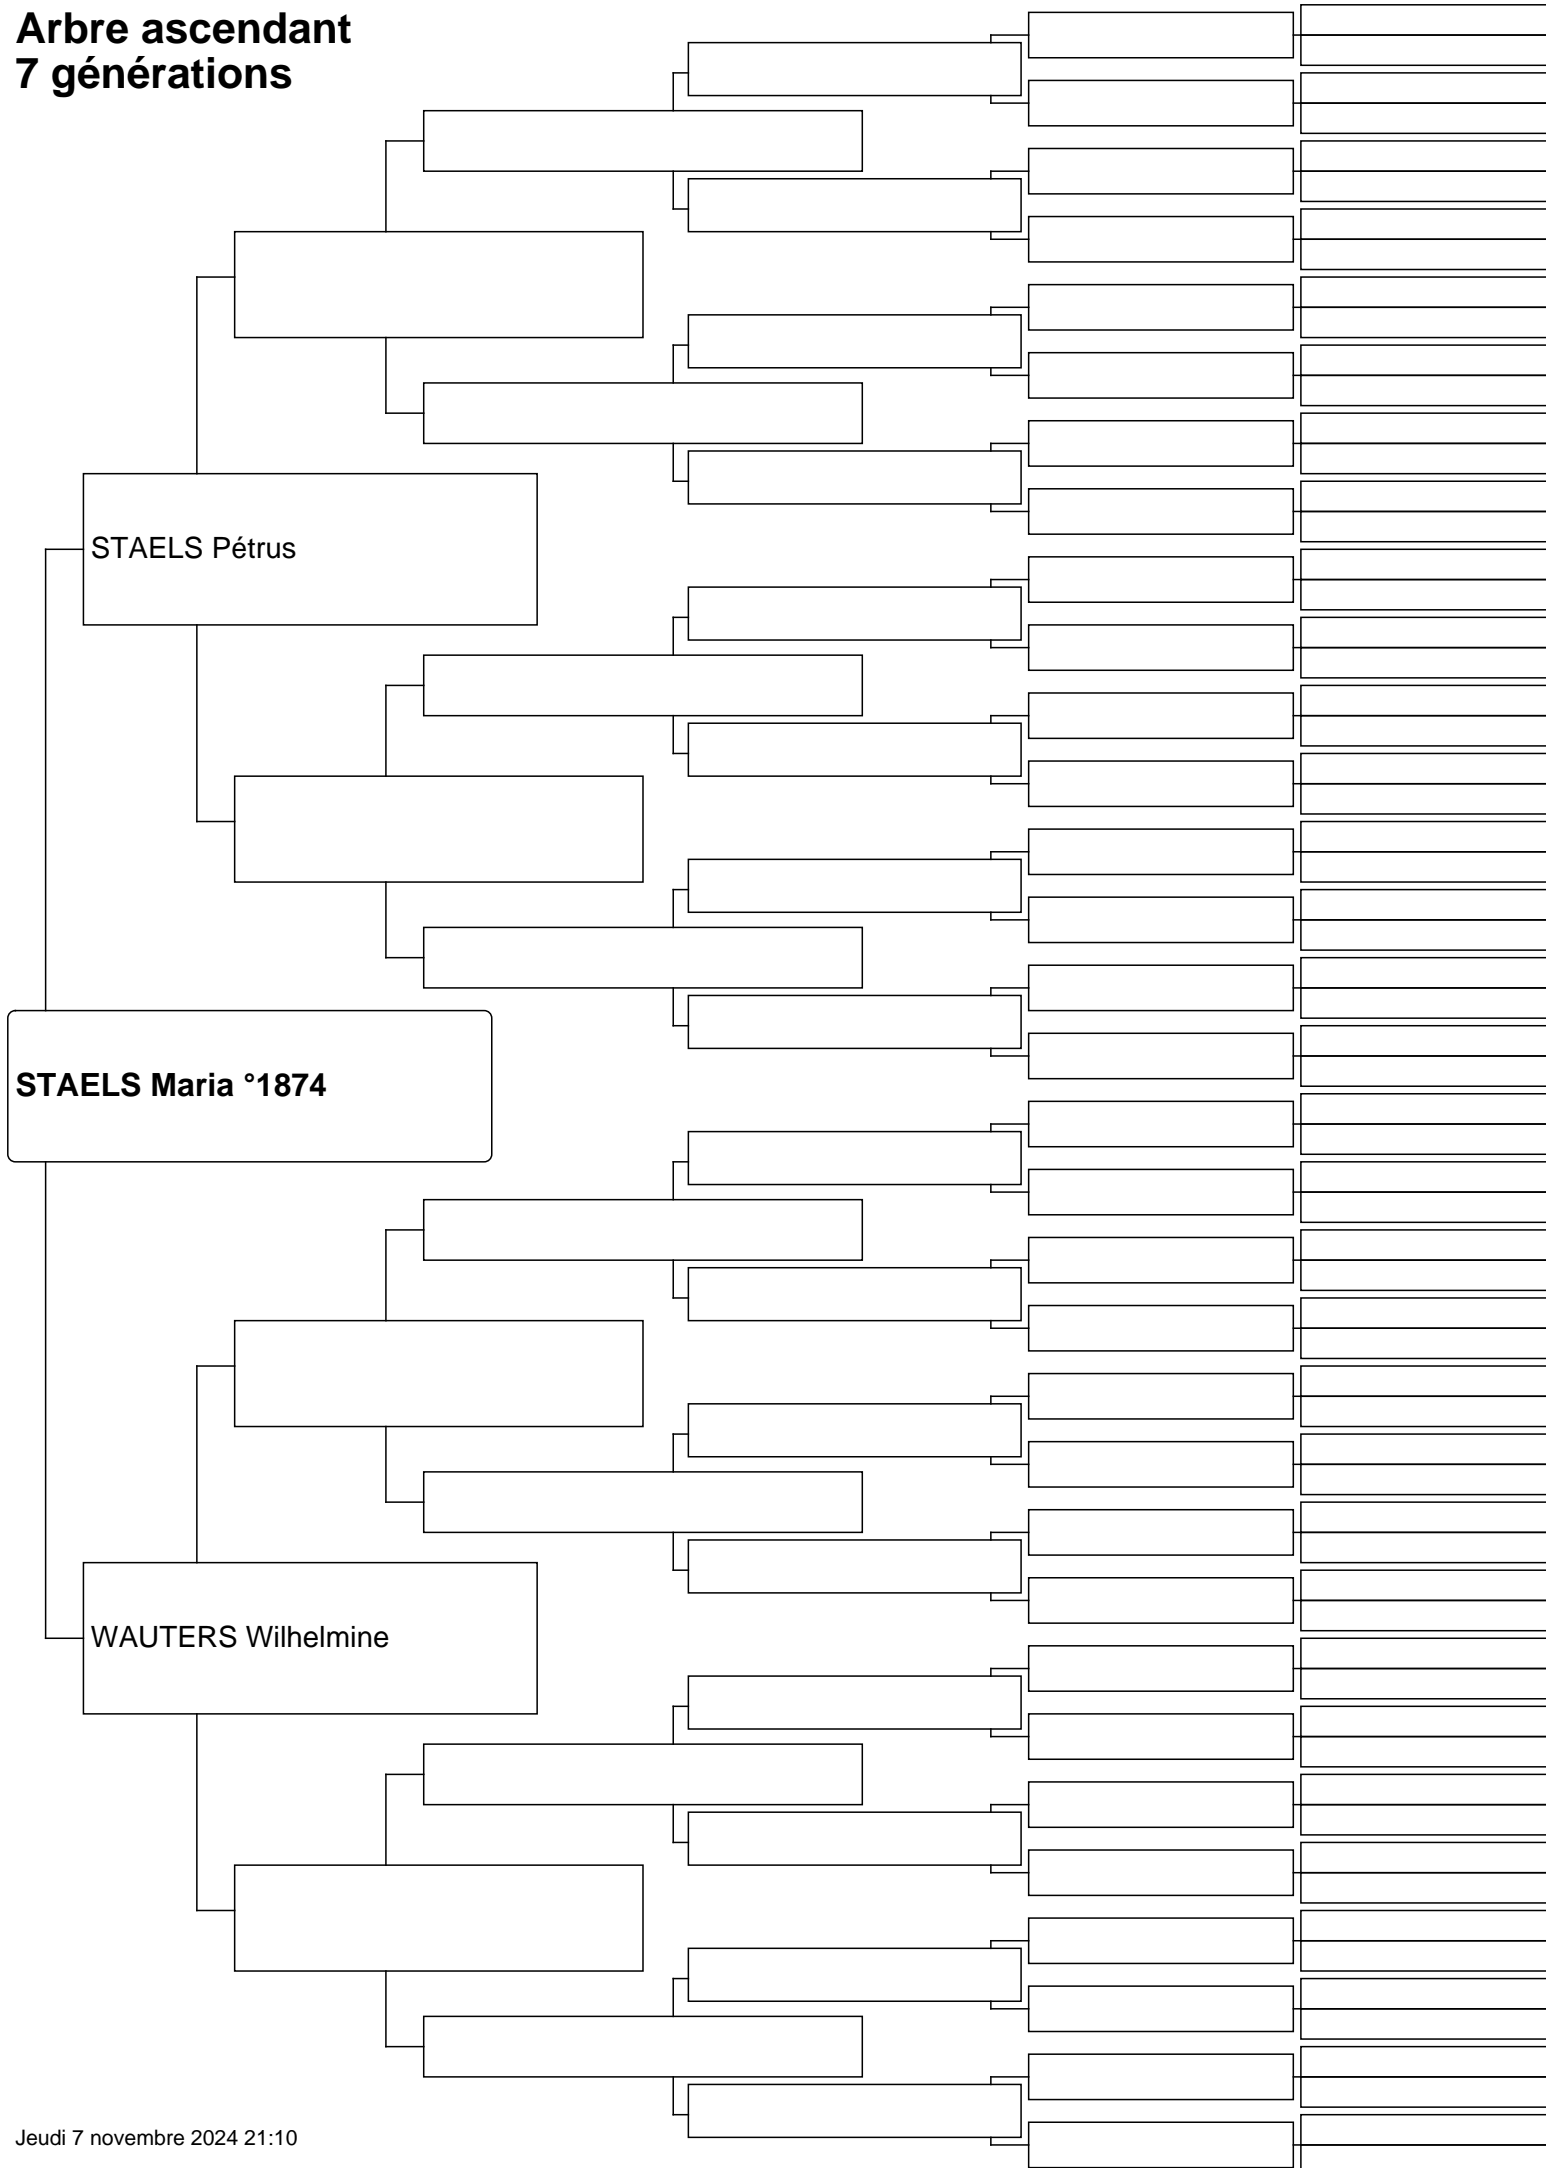 Arbre ascendant
7 générations
STAELS Pétrus
STAELS Maria °1874
WAUTERS Wilhelmine
Jeudi 7 novembre 2024 21:10